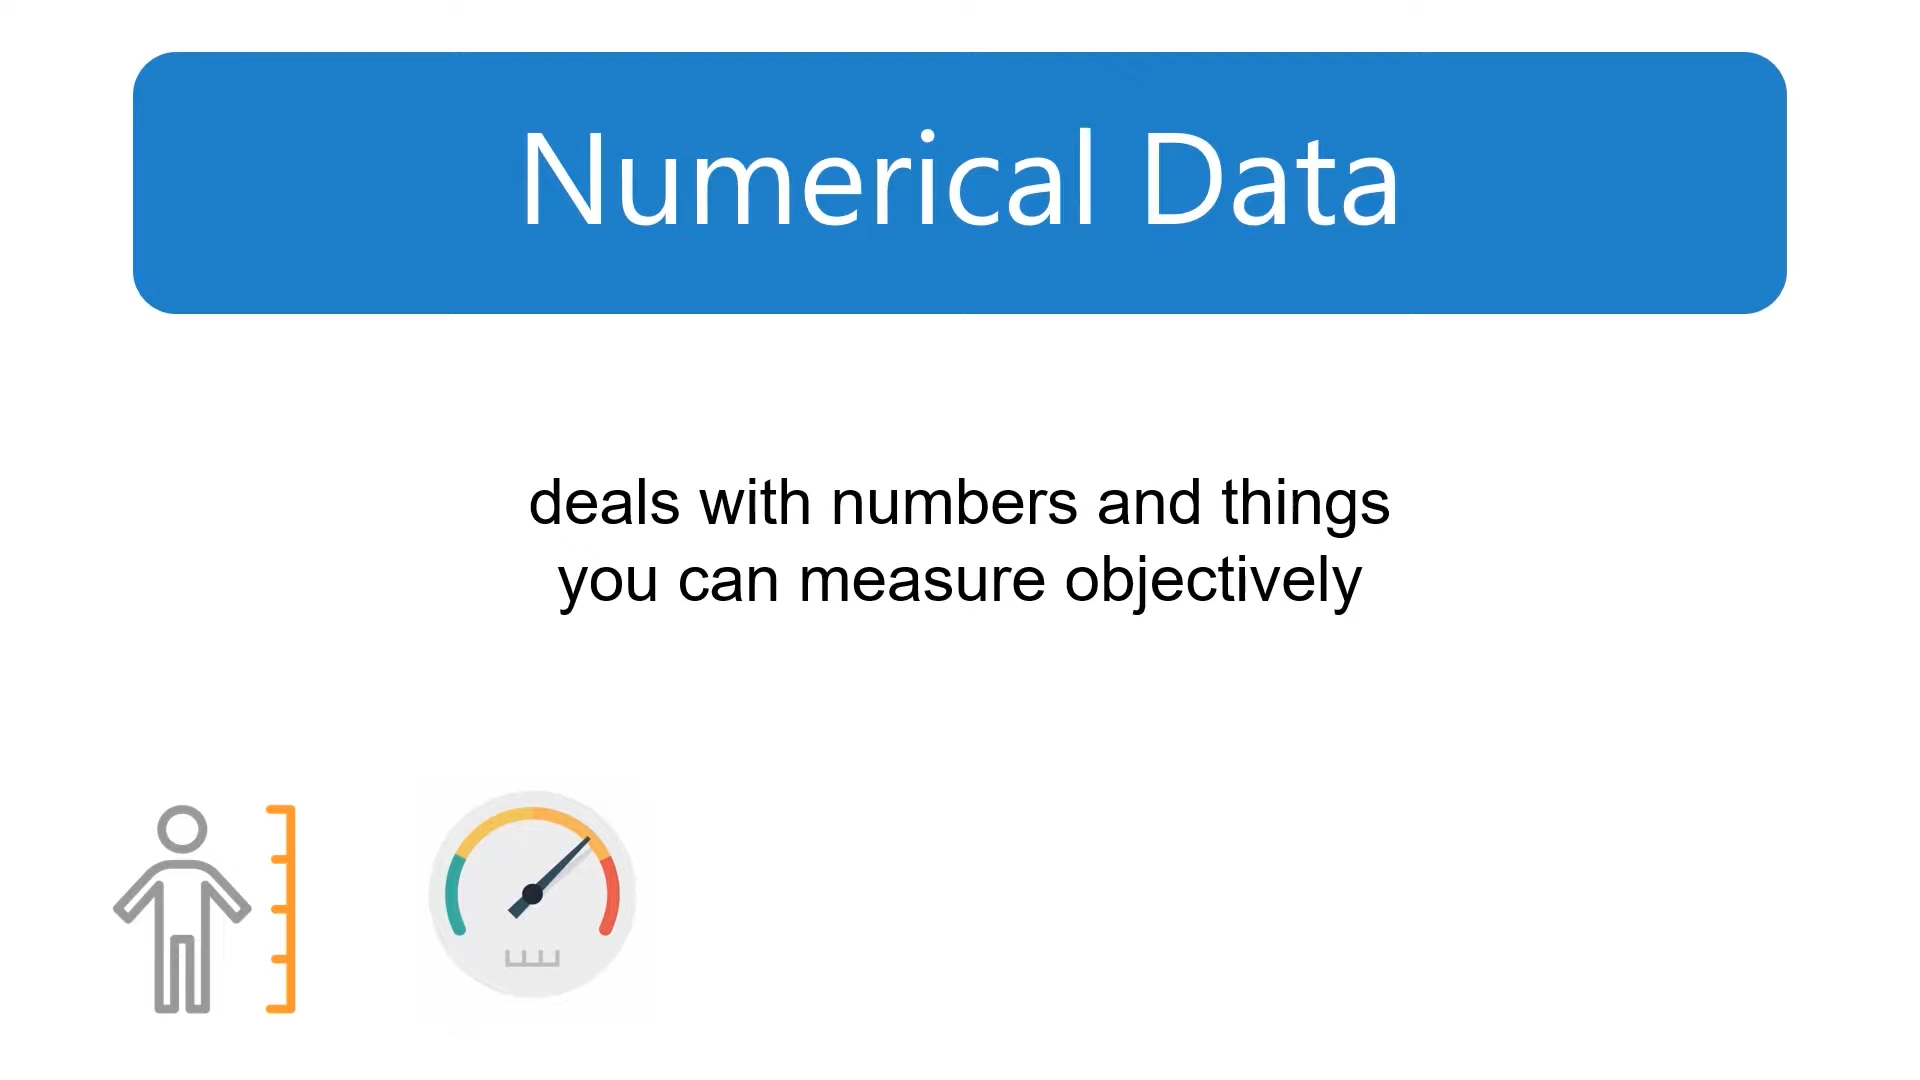 Numerical Data
deals with numbers and things
you can measure objectively